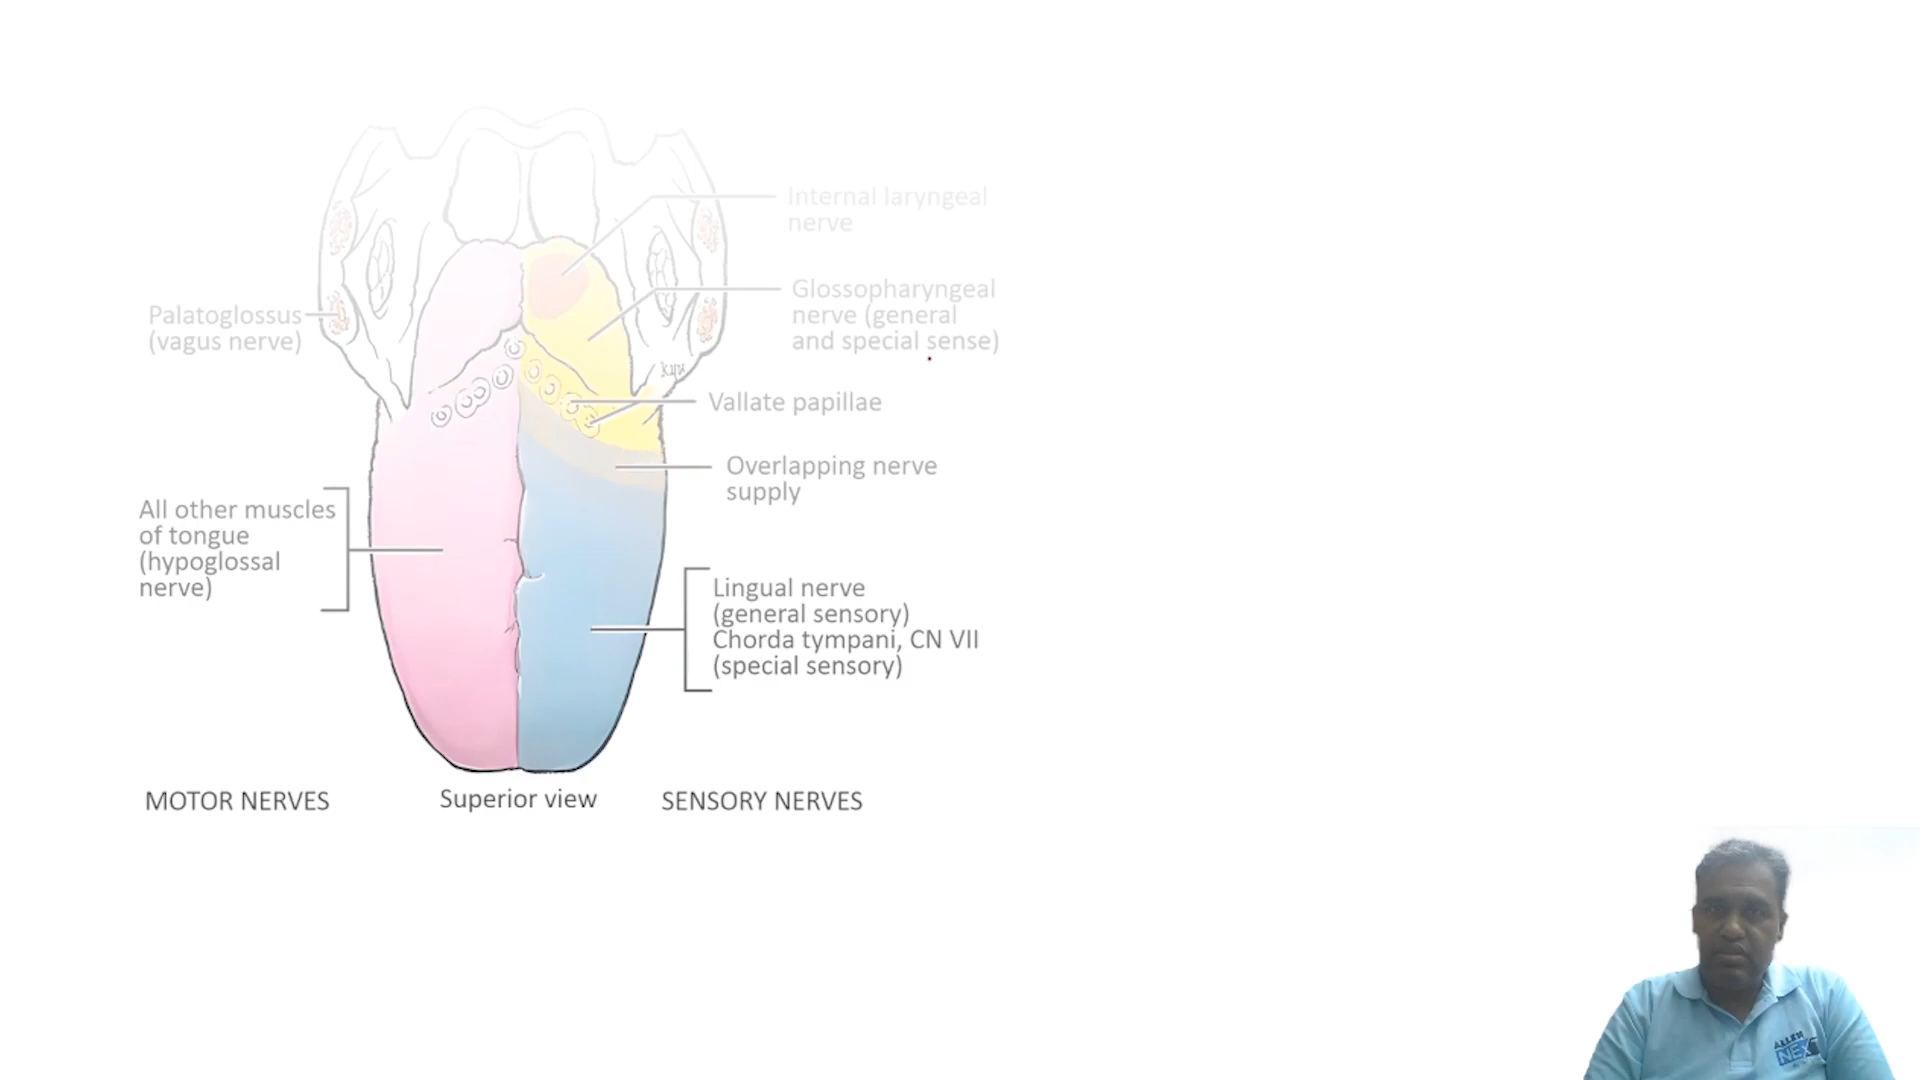 Internal laryngeal
nerve
Glossopharyngeal
nerve (general
and special sense)
Palatoglossus
(vagus nerve)
Vallate papillae
Overlapping nerve
supply
All other muscles
of tongue
(hypoglossal
nerve)
Lingual nerve
(general sensory)
Chorda tympani, CN VII
(special sensory)
MOTOR NERVES
Superior view
SENSORY NERVES
ALLEN
NEXT